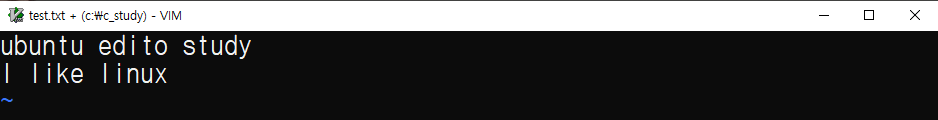 test.txt + (c:₩c_study) - VIM
ubuntu edito study
I like linux
~